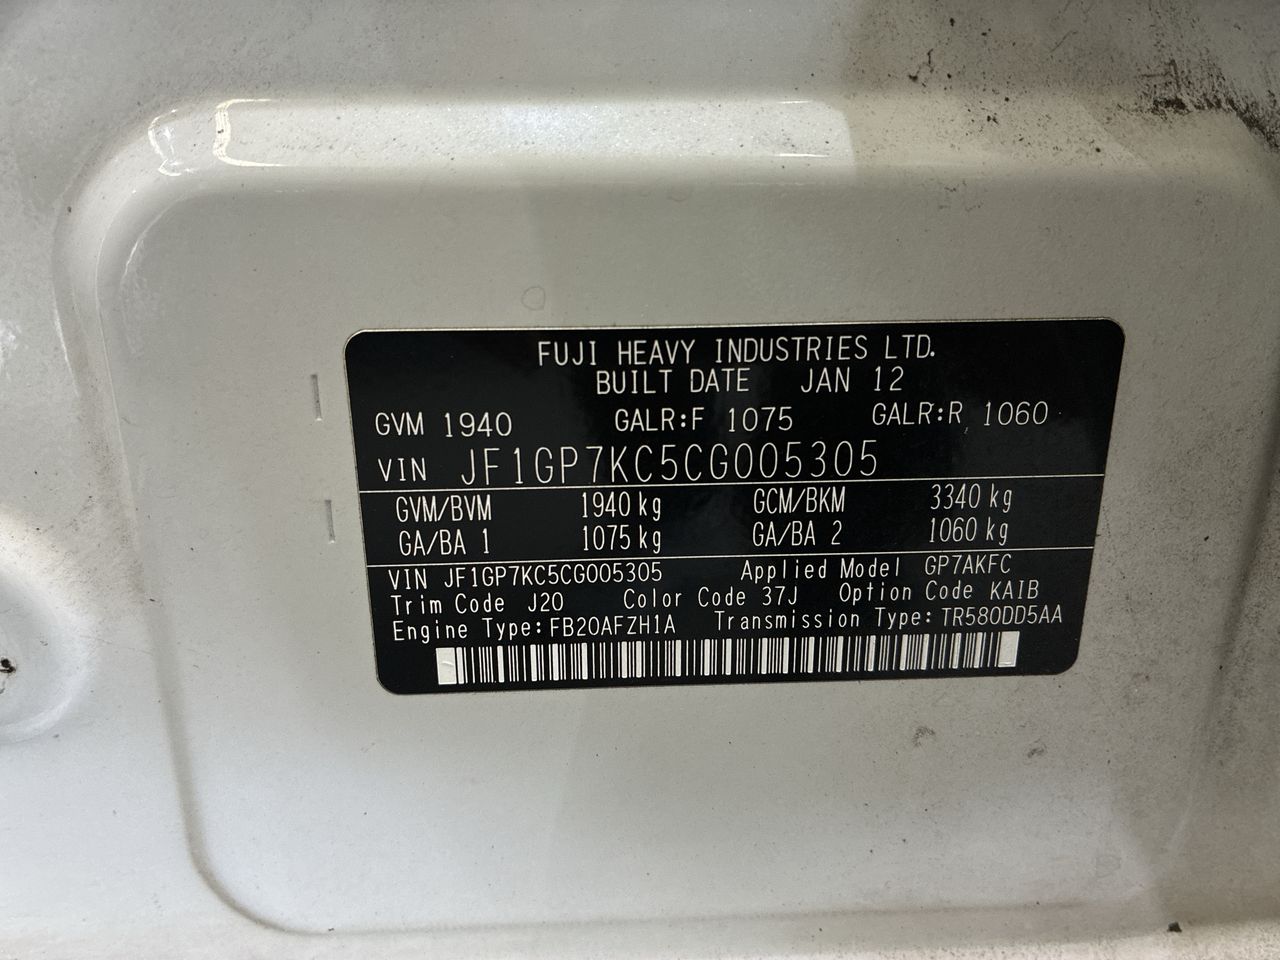 FUJI HEAVY INDUSTRIES LTD.
BUILT DATE JAN 12
GVM 1940 GALR:F 1075 GALR:R 1060
VIN JF1GP7KC5CG005305
GVM/BVM 1940 kg GCM/BKM 3340 kg
GA/BA 1 1075 kg GA/BA 2 1060 kg
VIN JF1GP7KC5CG005305 Applied Model GP7AKFC
Trim Code J20 Color Code 37J Option Code KAIB
Engine Type:FB20AFZH1A Transmission Type:TR580DD5AA